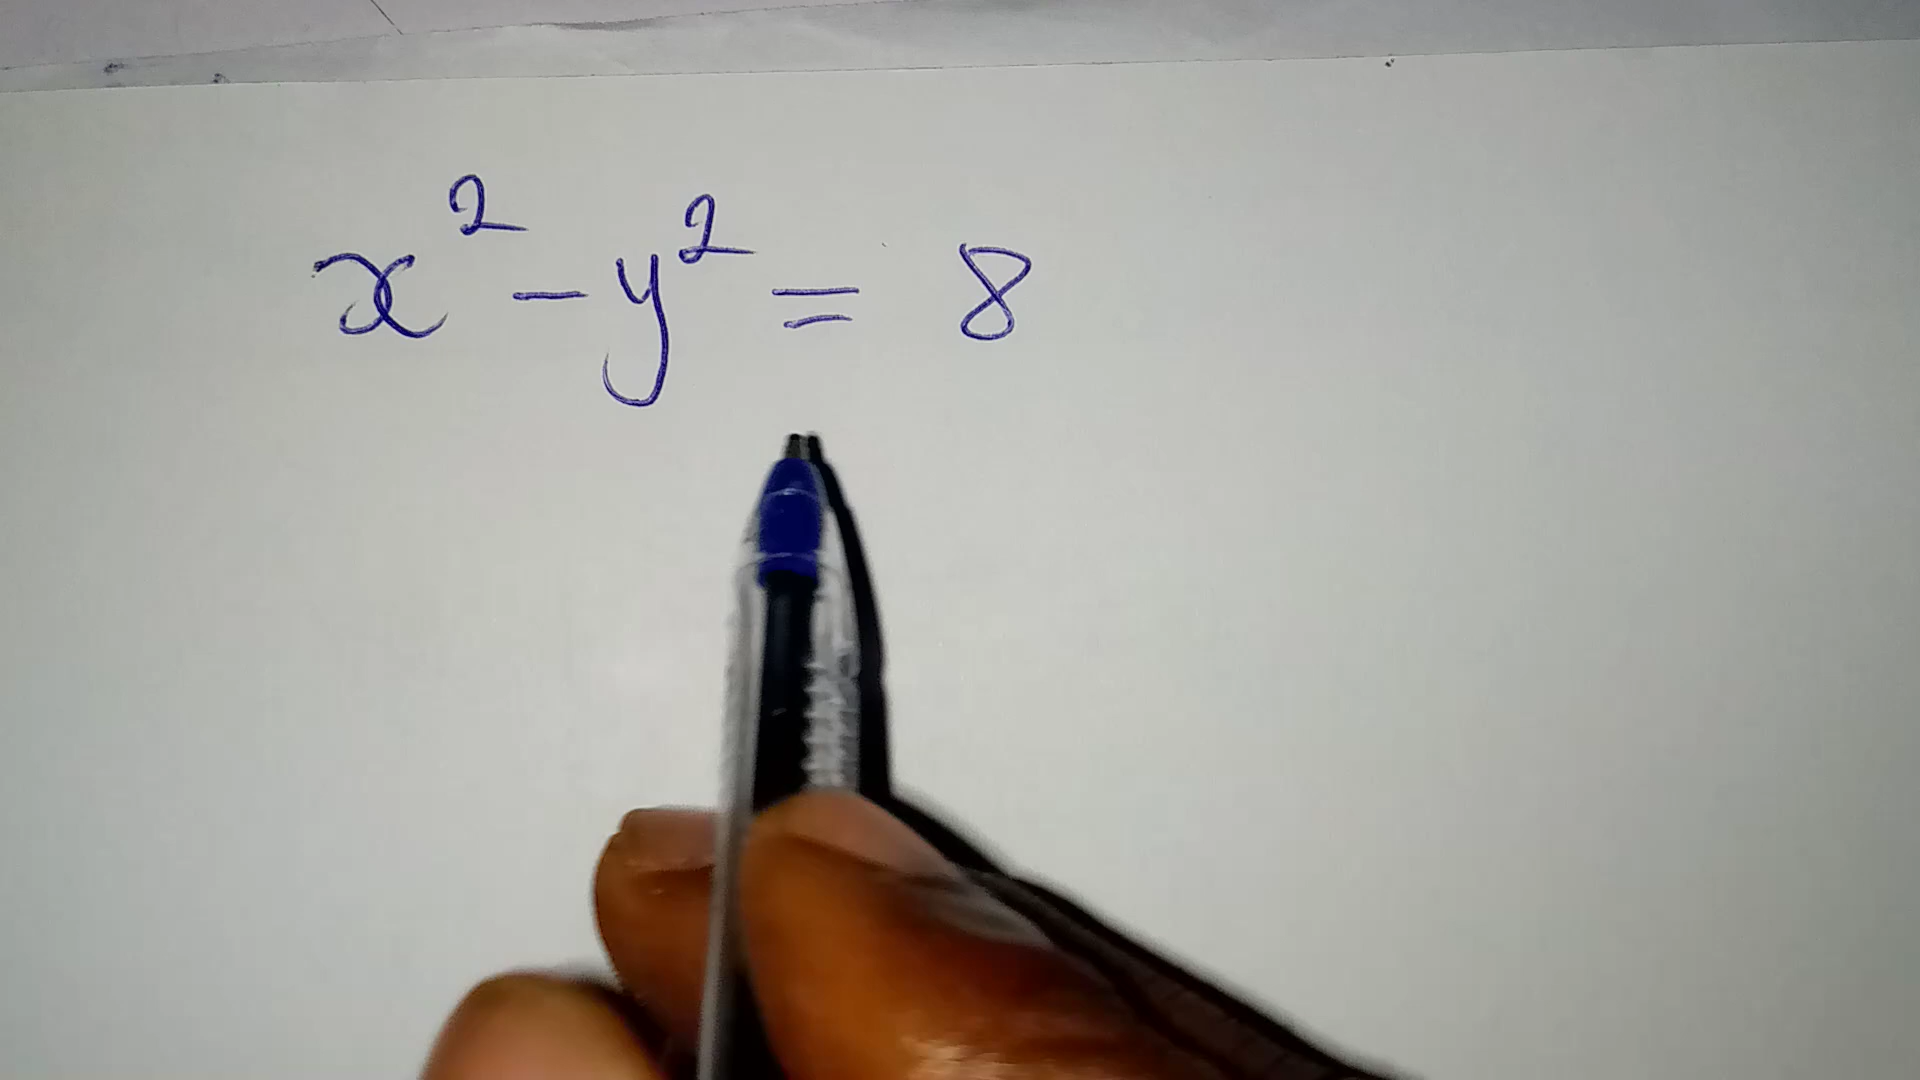 x² - y² = 8